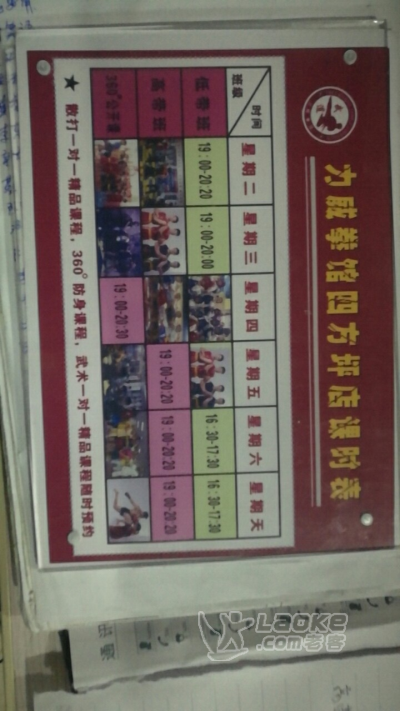 力诚拳馆四方坪店课时表
时间 班级 星期二 星期三 星期四 星期五 星期六 星期天
低带班 19:00-20:20 19:00-20:00 16:30-17:30 16:30-17:30
高带班 19:00-20:20 19:00-20:20 19:00-20:20
360°公开课 19:00-20:30
★ 散打一对一精品课程,360°防身课程,武术一对一精品课程随时预约
Laoke
.com老客